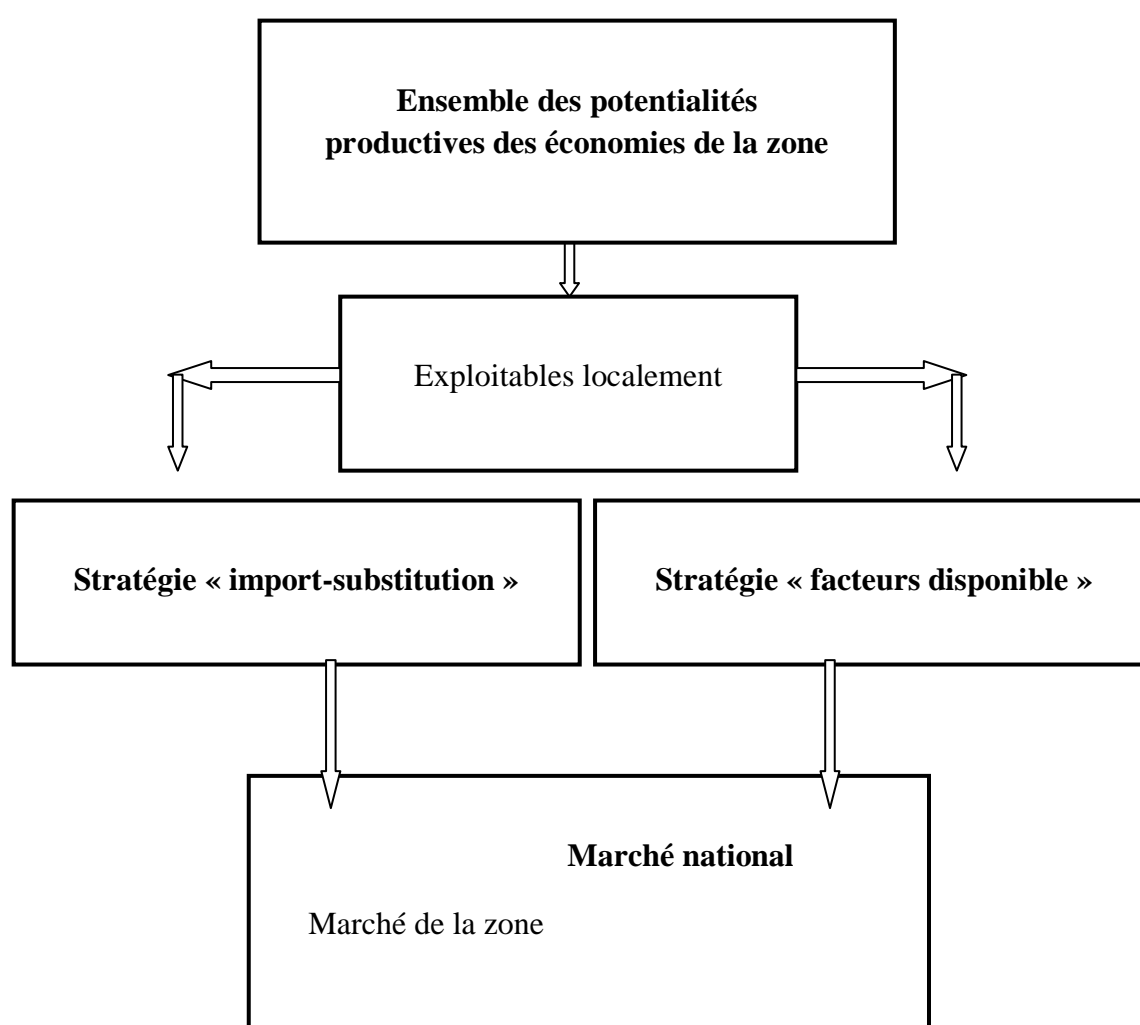 Ensemble des potentialités
productives des économies de la zone
Exploitables localement
Stratégie « import-substitution »
Stratégie « facteurs disponible »
Marché national
Marché de la zone